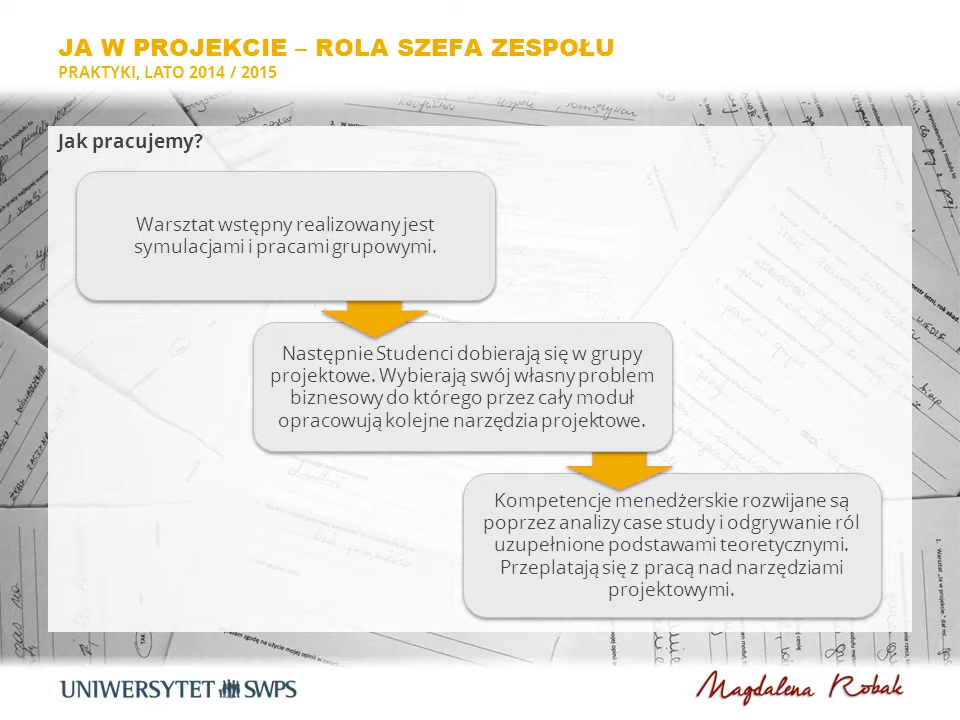 JA W PROJEKCIE – ROLA SZEFA ZESPOŁU
PRAKTYKI, LATO 2014 / 2015
Jak pracujemy?
Warsztat wstępny realizowany jest
symulacjami i pracami grupowymi.
Następnie Studenci dobierają się w grupy
projektowe. Wybierają swój własny problem
biznesowy do którego przez cały moduł
opracowują kolejne narzędzia projektowe.
Kompetencje menedżerskie rozwijane są
poprzez analizy case study i odgrywanie ról
uzupełnione podstawami teoretycznymi.
Przeplatają się z pracą nad narzędziami
projektowymi.
UNIWERSYTET SWPS
Magdalena Robak